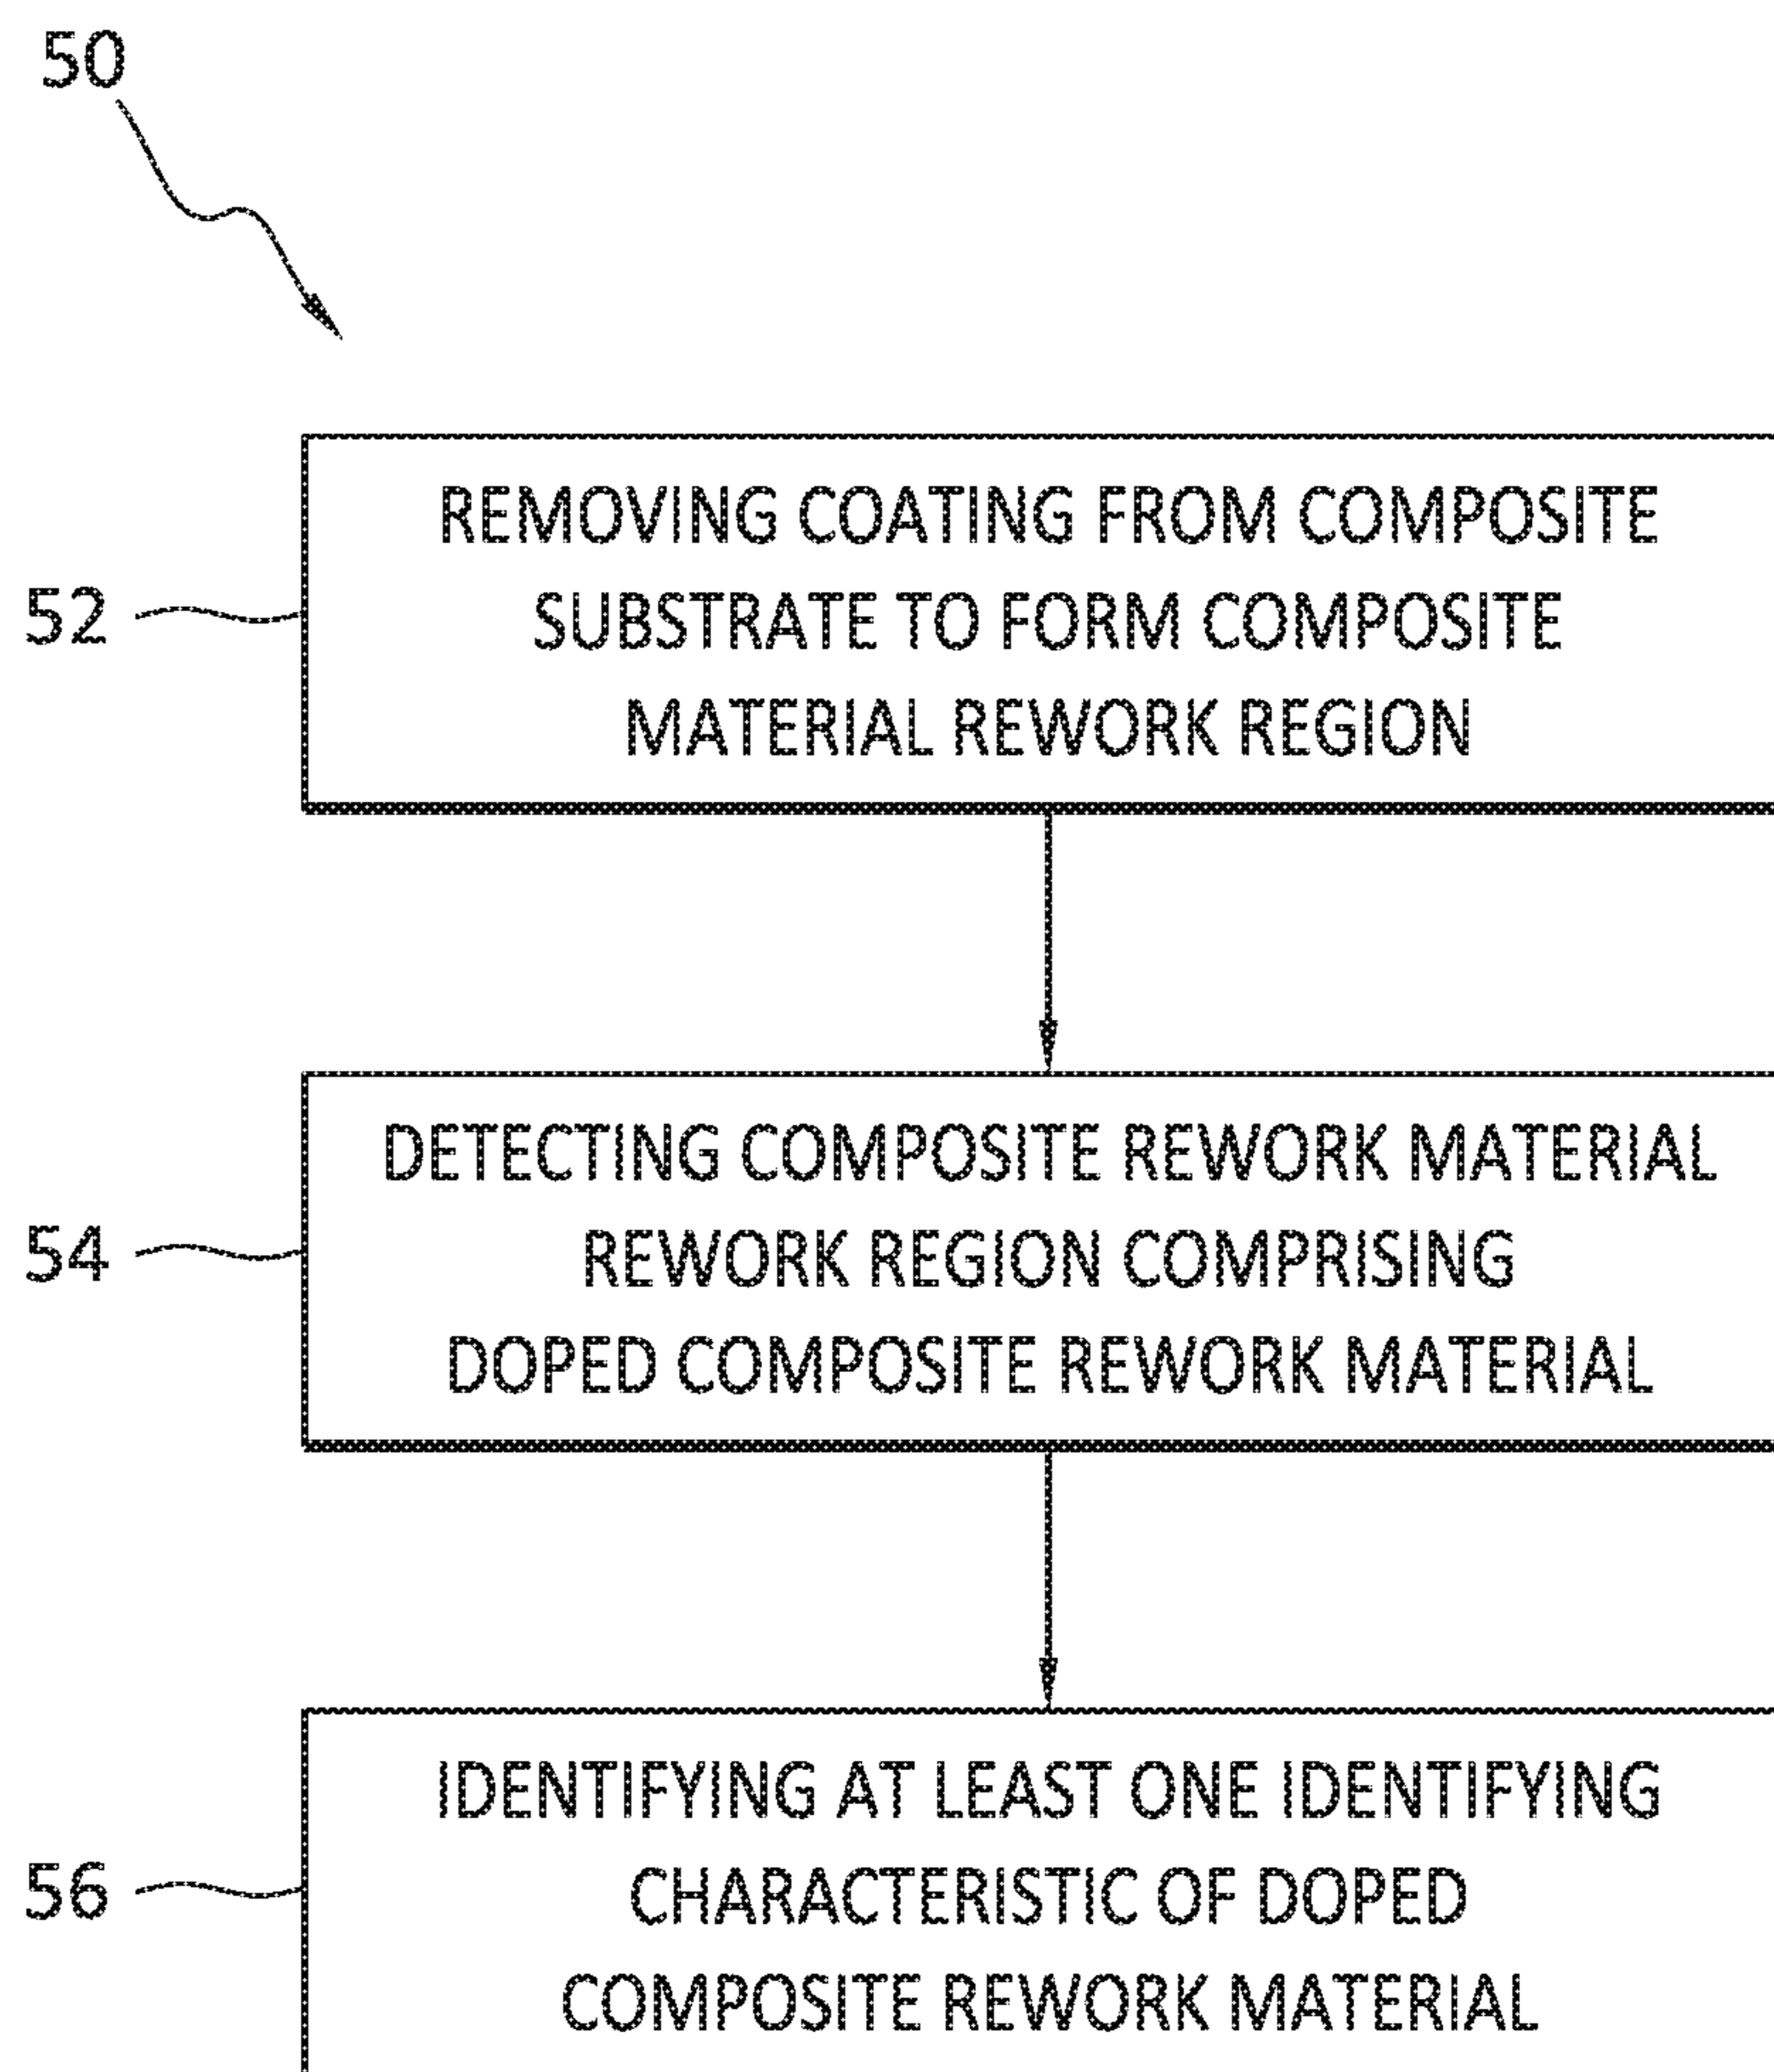 50
REMOVING COATING FROM COMPOSITE
SUBSTRATE TO FORM COMPOSITE
MATERIAL REWORK REGION
52
DETECTING COMPOSITE REWORK MATERIAL
REWORK REGION COMPRISING
DOPED COMPOSITE REWORK MATERIAL
54
IDENTIFYING AT LEAST ONE IDENTIFYING
CHARACTERISTIC OF DOPED
COMPOSITE REWORK MATERIAL
56